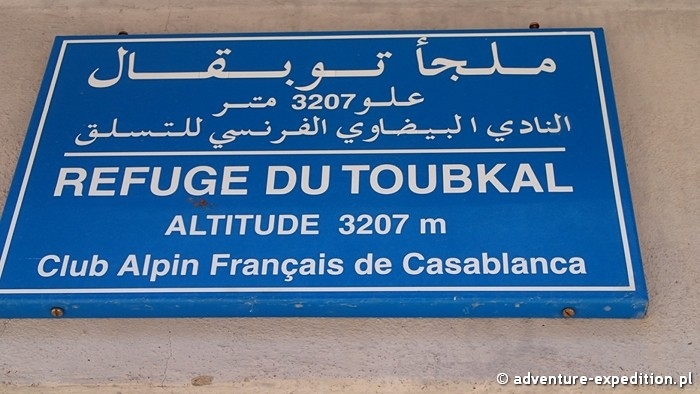 ملجأ توبقال
علو 3207 متر
النادي البيضاوي الفرنسي للتسلق
REFUGE DU TOUBKAL
ALTITUDE 3207 m
Club Alpin Français de Casablanca
© adventure-expedition.pl